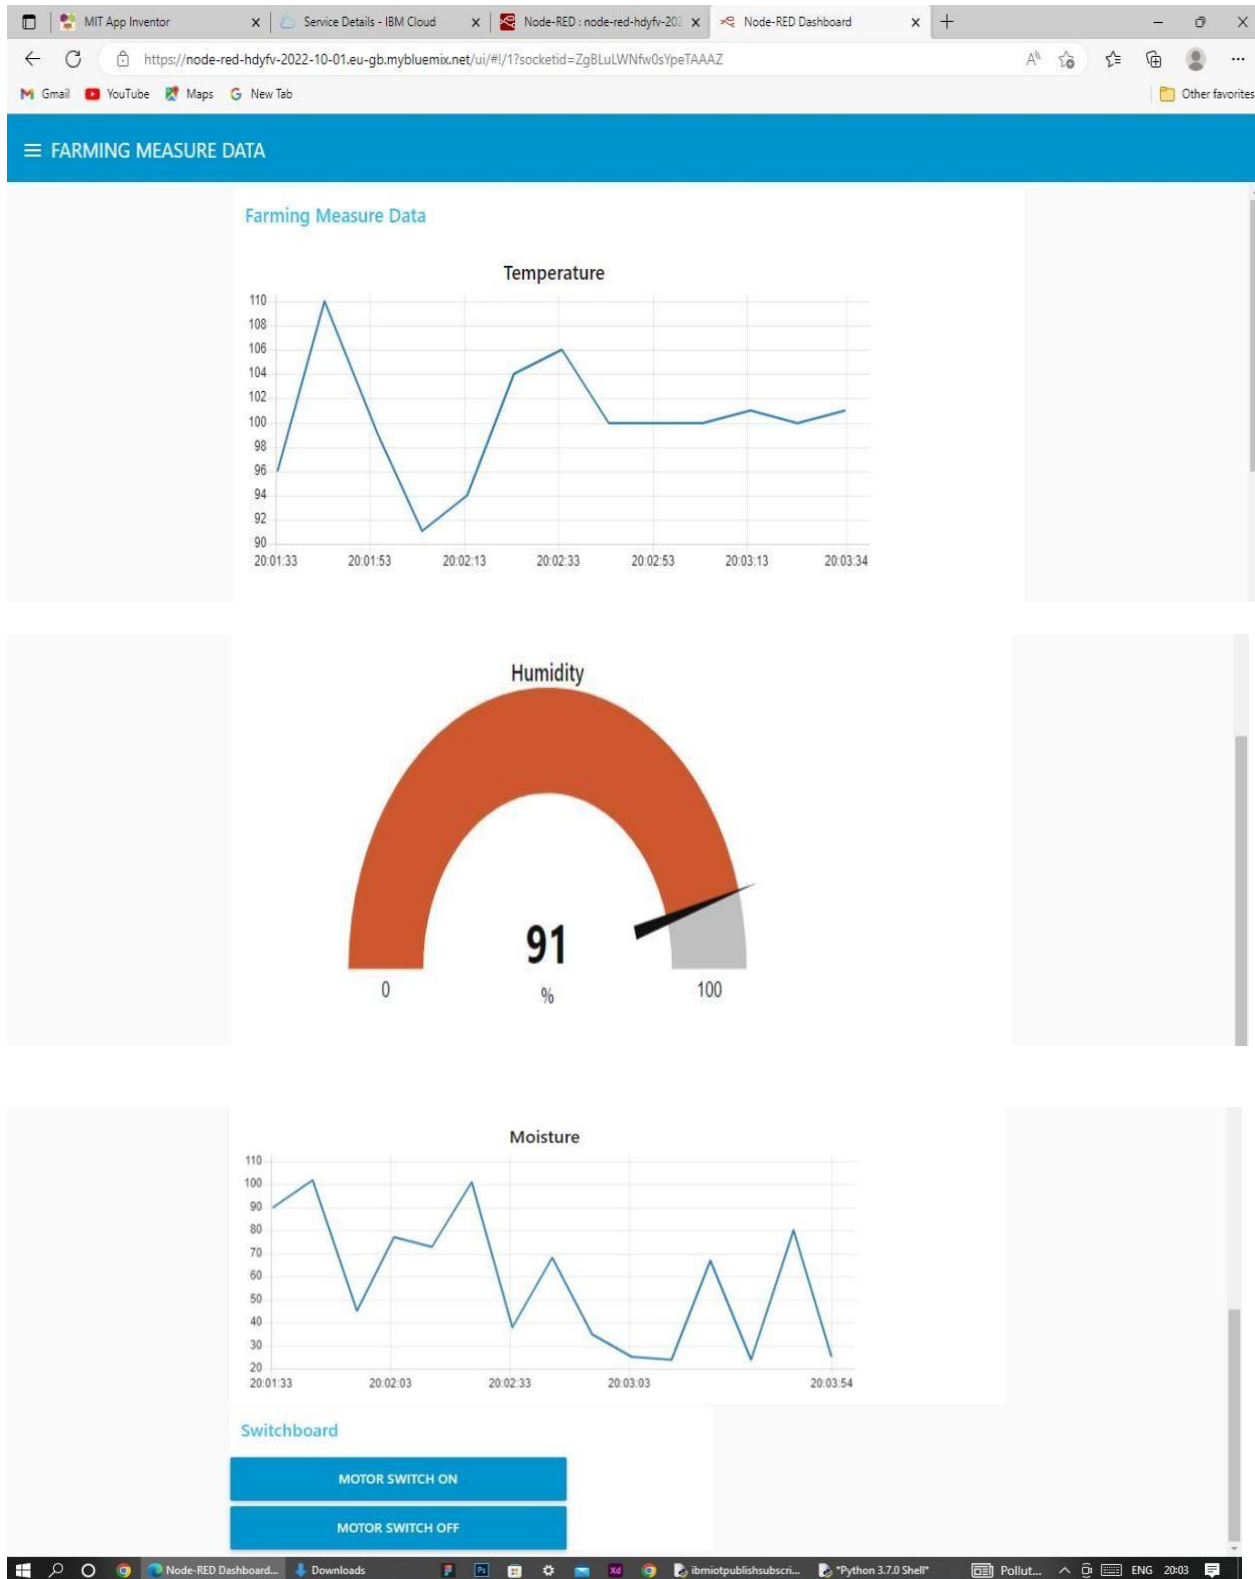 MIT App Inventor
Service Details - IBM Cloud
Node-RED : node-red-hdyfv-202
Node-RED Dashboard
https://node-red-hdyfv-2022-10-01.eu-gb.mybluemix.net/ui/#!/1?socketid=ZgBLuLWNfw0sYpeTAAAZ
Gmail
YouTube
Maps
New Tab
Other favorites
FARMING MEASURE DATA
Farming Measure Data
Temperature
110
108
106
104
102
100
98
96
94
92
90
20:01:33 20:01:53 20:02:13 20:02:33 20:02:53 20:03:13 20:03:34
Humidity
91
0 % 100
Moisture
110
100
90
80
70
60
50
40
30
20
20:01:33 20:02:03 20:02:33 20:03:03 20:03:54
Switchboard
MOTOR SWITCH ON
MOTOR SWITCH OFF
Node-RED Dashboard...
Downloads
ibmiotpublishsubscri...
*Python 3.7.0 Shell*
Pollut...
ENG 20:03